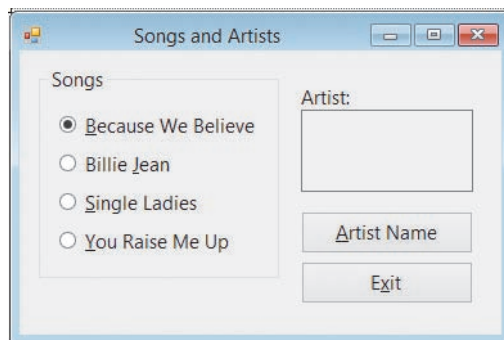 Songs and Artists
Songs
Because We Believe
Billie Jean
Single Ladies
You Raise Me Up
Artist:
Artist Name
Exit